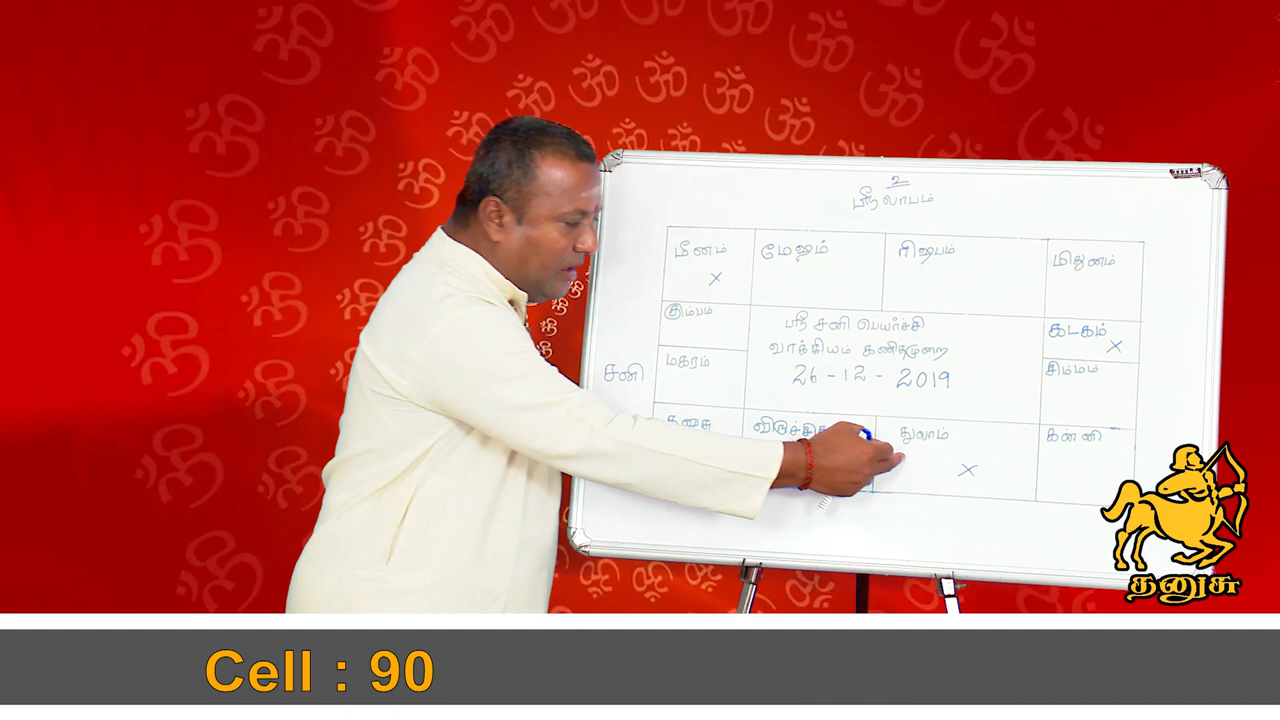 உ
ஸ்ரீ லாபம்
மீனம்
மேஷம்
ரிஷபம்
மிதுனம்
X
கும்பம்
ஸ்ரீ சனி பெயர்ச்சி
கடகம்
X
வாக்கியம் கணிதமுறை
சனி
மகரம்
26-12-2019
சிம்மம்
தனுசு
துலாம்
கன்னி
X
தனுசு
Cell : 90